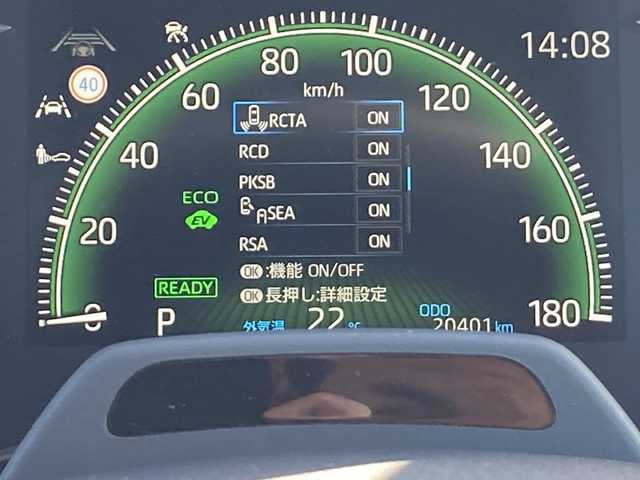 14:08
40
0 20 40 60 80 100 120 140 160 180
km/h
RCTA ON
RCD ON
PKSB ON
SEA ON
RSA ON
OK:機能 ON/OFF
OK 長押し:詳細設定
ECO
EV
READY
P
外気温 22 ℃
ODO
20401 km